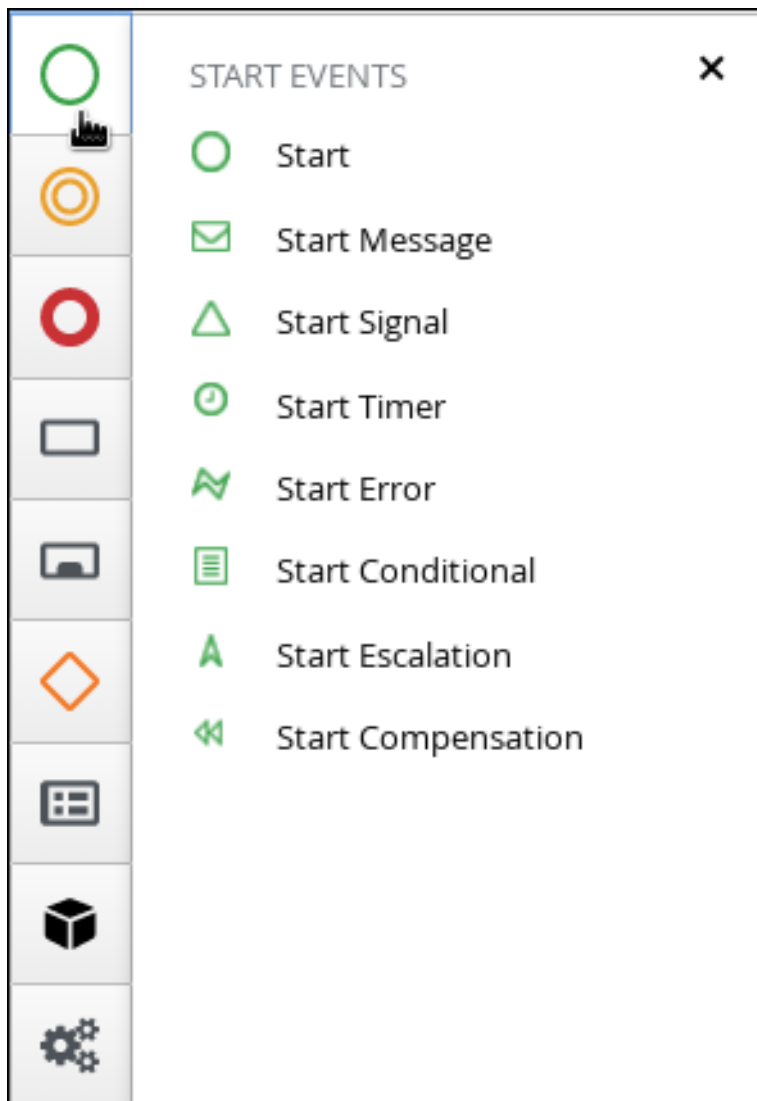 START EVENTS
Start
Start Message
Start Signal
Start Timer
Start Error
Start Conditional
Start Escalation
Start Compensation